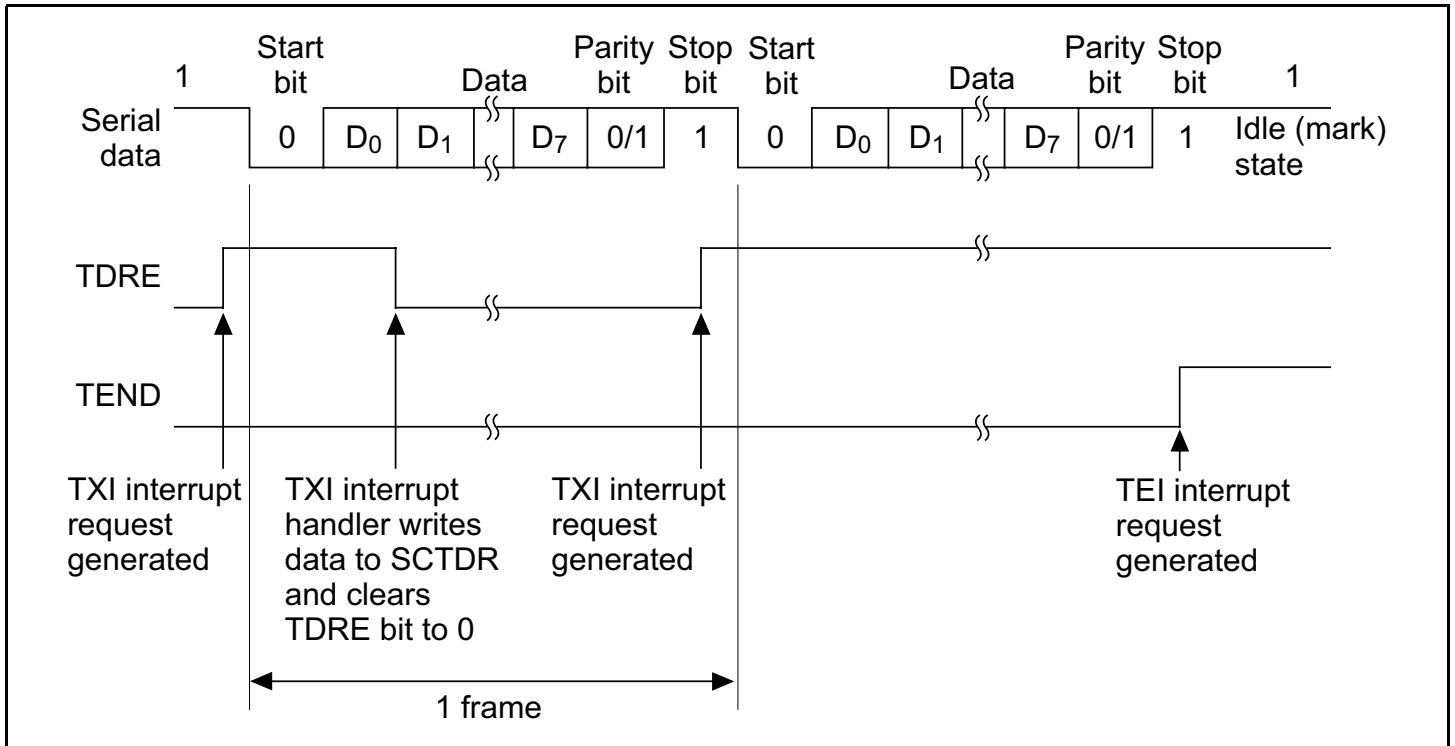 1
Start
bit
Data
Parity
bit
Stop
bit
Start
bit
Data
Parity
bit
Stop
bit
1
Serial
data
0 D₀ D₁ D₇ 0/1 1 0 D₀ D₁ D₇ 0/1 1
Idle (mark)
state
TDRE
TEND
TXI interrupt
request
generated
TXI interrupt
handler writes
data to SCTDR
and clears
TDRE bit to 0
TXI interrupt
request
generated
TEI interrupt
request
generated
1 frame